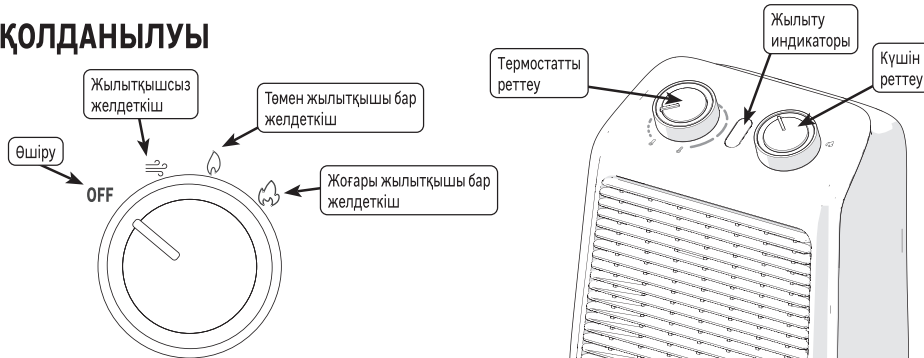 ҚОЛДАНЫЛУЫ
Жылытқышсыз
желдеткіш
Төмен жылытқышы бар
желдеткіш
Өшіру
OFF
Жоғары жылытқышы бар
желдеткіш
Жылыту
индикаторы
Термостатты
реттеу
Күшін
реттеу